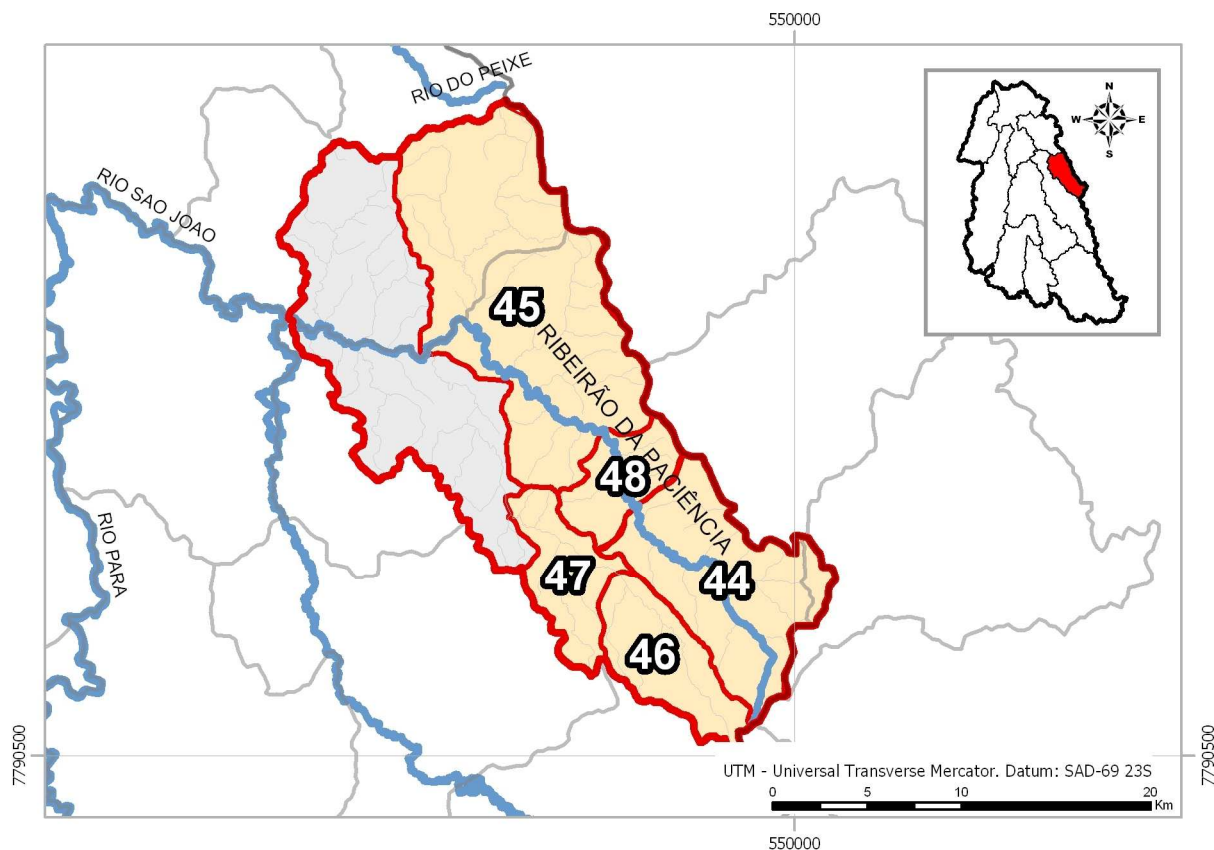 550000
RIO DO PEIXE
N
W
E
S
RIO SAO JOAO
45
RIBEIRÃO DA PACIÊNCIA
48
RIO PARA
47
44
46
7790500
7790500
UTM - Universal Transverse Mercator. Datum: SAD-69 23S
0 5 10 20
Km
550000